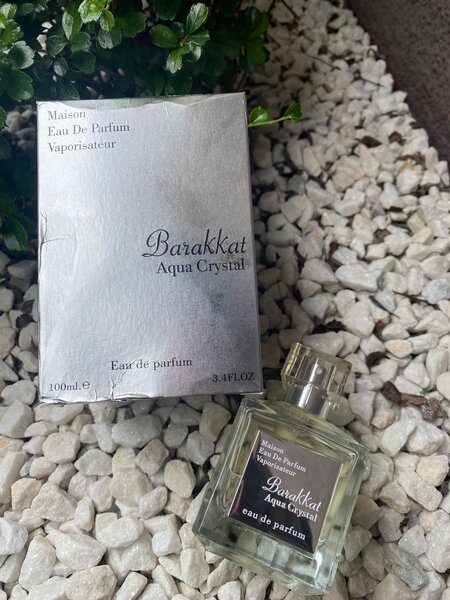 Maison
Eau De Parfum
Vaporisateur
Barakkat
Aqua Crystal
Eau de parfum
100ml.e 3.4FL.OZ
Maison
Eau De Parfum
Vaporisateur
Barakkat
Aqua Crystal
eau de parfum